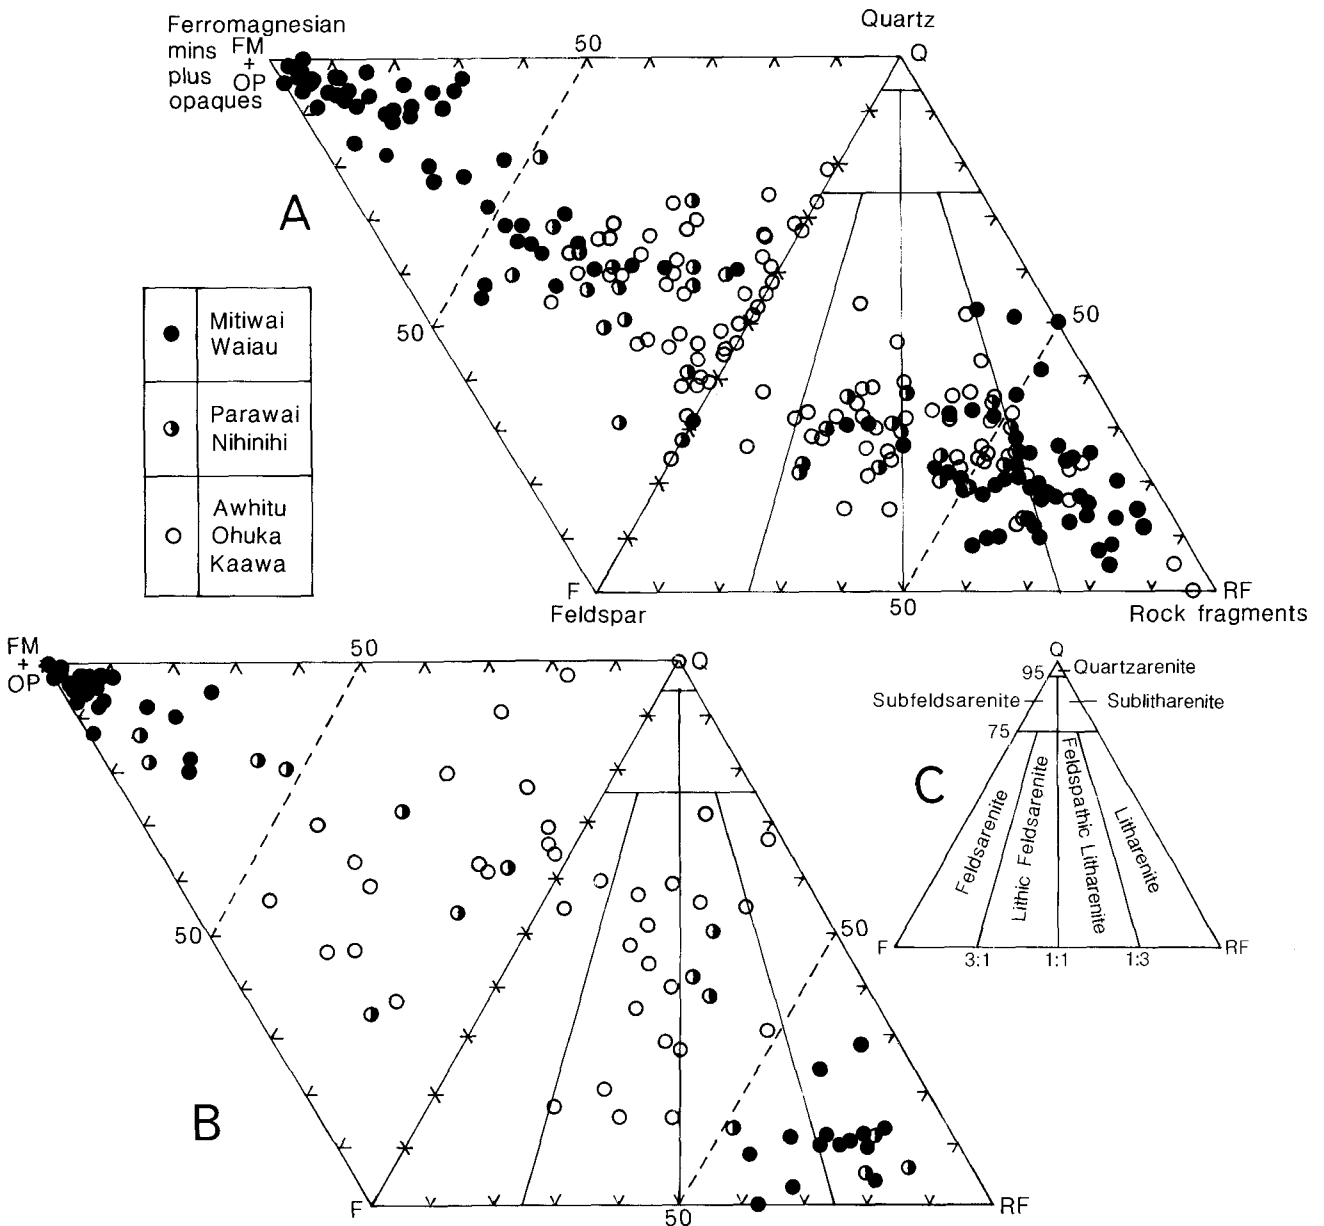 Ferromagnesian
mins
plus
opaques
FM
+
OP
50
Quartz
Q
A
50
50
Mitiwai
Waiau
Parawai
Nihinihi
Awhitu
Ohuka
Kaawa
F
Feldspar
50
RF
Rock fragments
FM
+
OP
50
Q
50
50
B
F
50
RF
Q
95
Quartzarenite
Subfeldsarenite
Sublitharenite
75
C
Feldsarenite
Lithic Feldsarenite
Feldspathic Litharenite
Litharenite
F
RF
3:1
1:1
1:3